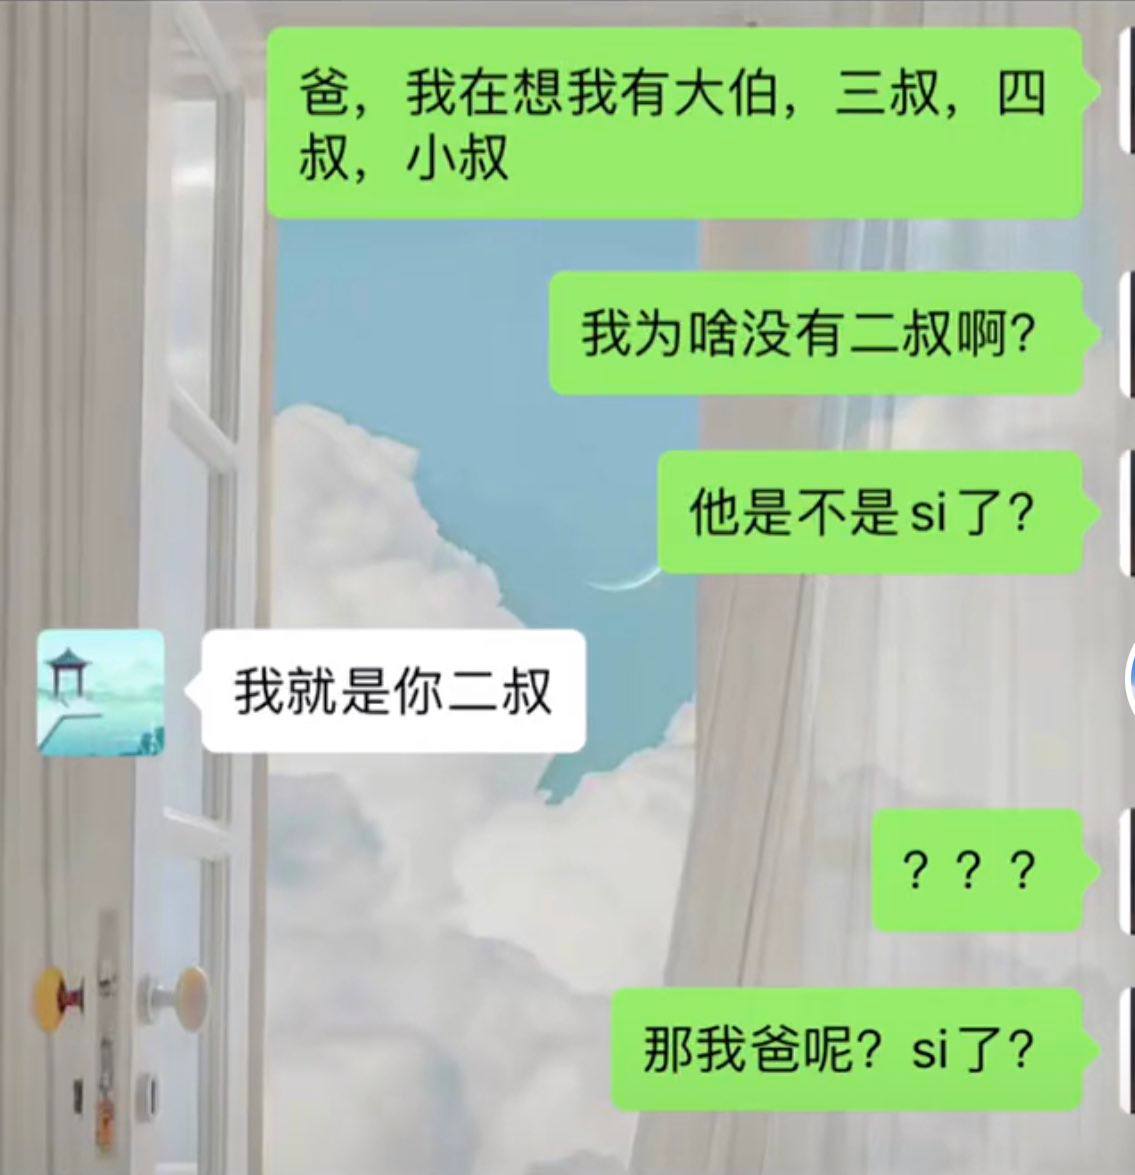 爸，我在想我有大伯，三叔，四
叔，小叔
我为啥没有二叔啊?
他是不是si了?
我就是你二叔
？？？
那我爸呢? si了?